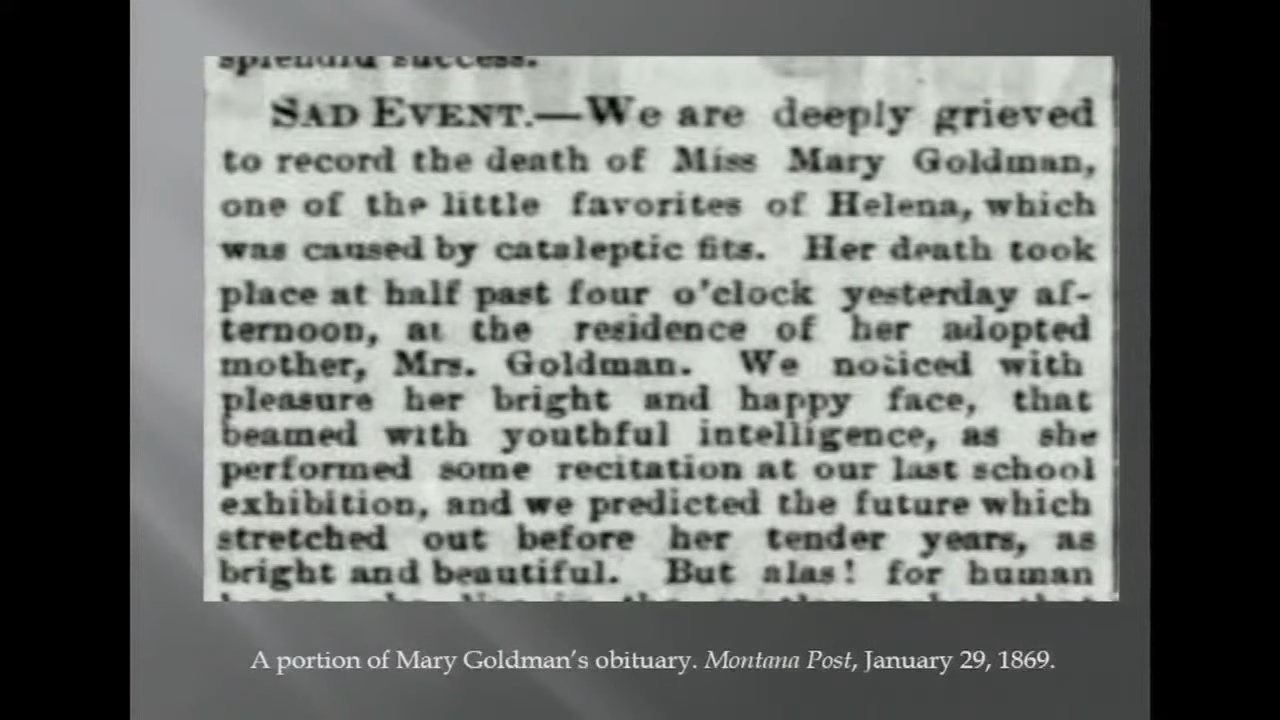 splendid success.
SAD EVENT.—We are deeply grieved
to record the death of Miss Mary Goldman,
one of the little favorites of Helena, which
was caused by cataleptic fits. Her death took
place at half past four o'clock yesterday af-
ternoon, at the residence of her adopted
mother, Mrs. Goldman. We noticed with
pleasure her bright and happy face, that
beamed with youthful intelligence, as she
performed some recitation at our last school
exhibition, and we predicted the future which
stretched out before her tender years, as
bright and beautiful. But alas! for human
A portion of Mary Goldman's obituary. Montana Post, January 29, 1869.